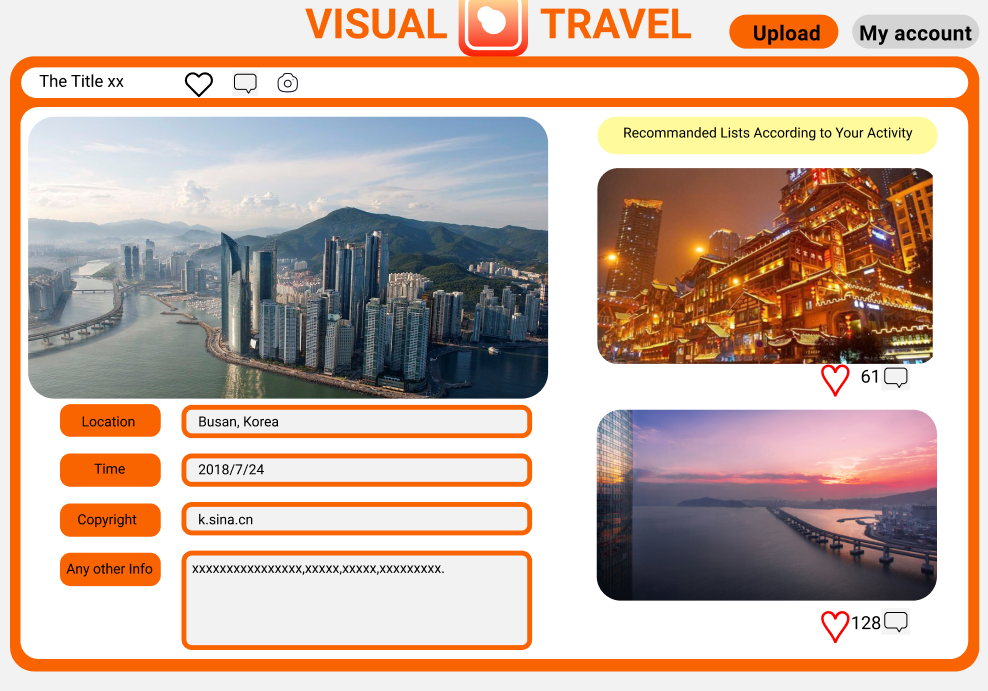 VISUAL TRAVEL
Upload
My account
The Title xx
Recommanded Lists According to Your Activity
61
Location
Busan, Korea
Time
2018/7/24
Copyright
k.sina.cn
Any other Info
xxxxxxxxxxxxxxxx,xxxxx,xxxxx,xxxxxxxxx.
128